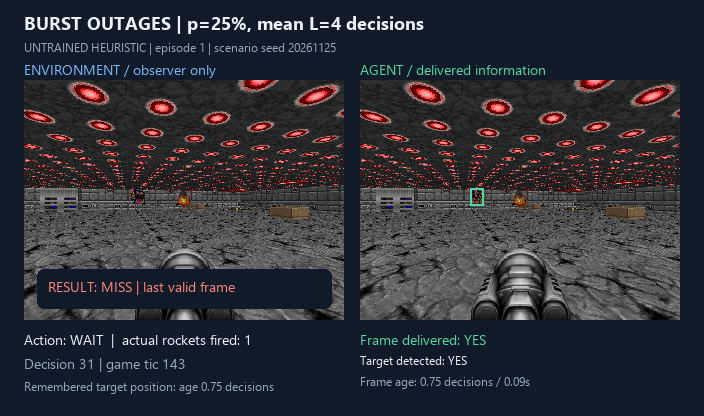 BURST OUTAGES | p=25%, mean L=4 decisions
UNTRAINED HEURISTIC | episode 1 | scenario seed 20261125
ENVIRONMENT / observer only
AGENT / delivered information
RESULT: MISS | last valid frame
Action: WAIT | actual rockets fired: 1
Decision 31 | game tic 143
Remembered target position: age 0.75 decisions
Frame delivered: YES
Target detected: YES
Frame age: 0.75 decisions / 0.09s